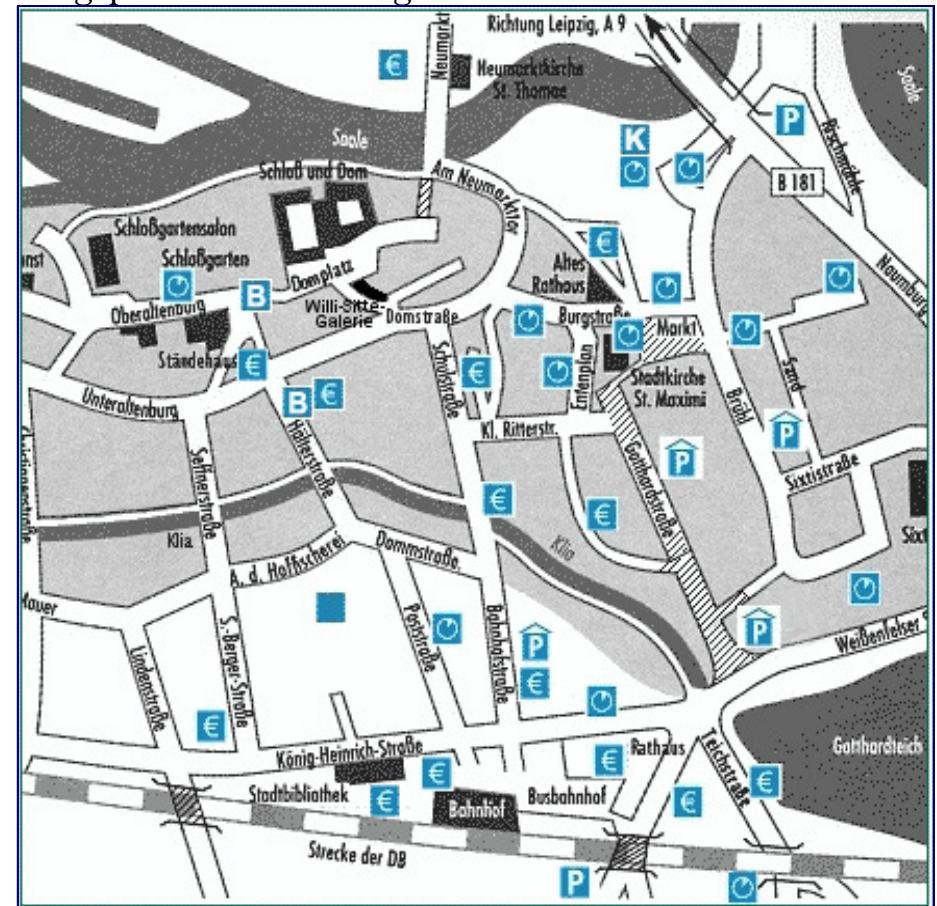 Richtung Leipzig, A 9
Neumarkt
Neumarktkirche
St. Thomae
Saale
Saale
P
K
Rischmühle
B 181
Schloß und Dom
Am Neumarkttor
Schloßgartensalon
Schloßgarten
Domplatz
Altes
Rathaus
Naumburg
B
Oberaltenburg
Willi-Sitte-
Galerie
Domstraße
Burgstraße
Markt
Ständehaus
Schulstraße
Entenplan
Stadtkirche
St. Maximi
Brühl
Sand
Unteraltenburg
B
Hälterstraße
Kl. Ritterstr.
P
P
Seffnerstraße
Gotthardstraße
Sixtistraße
Klia
Klia
A. d. Hoffischerei
Dammstraße
Mauer
Lindenstraße
S.-Berger-Straße
Poststraße
Bahnhofstraße
P
P
Weißenfelser
König-Heinrich-Straße
Rathaus
Teichstraße
Gotthardteich
Stadtbibliothek
Bahnhof
Busbahnhof
Strecke der DB
P